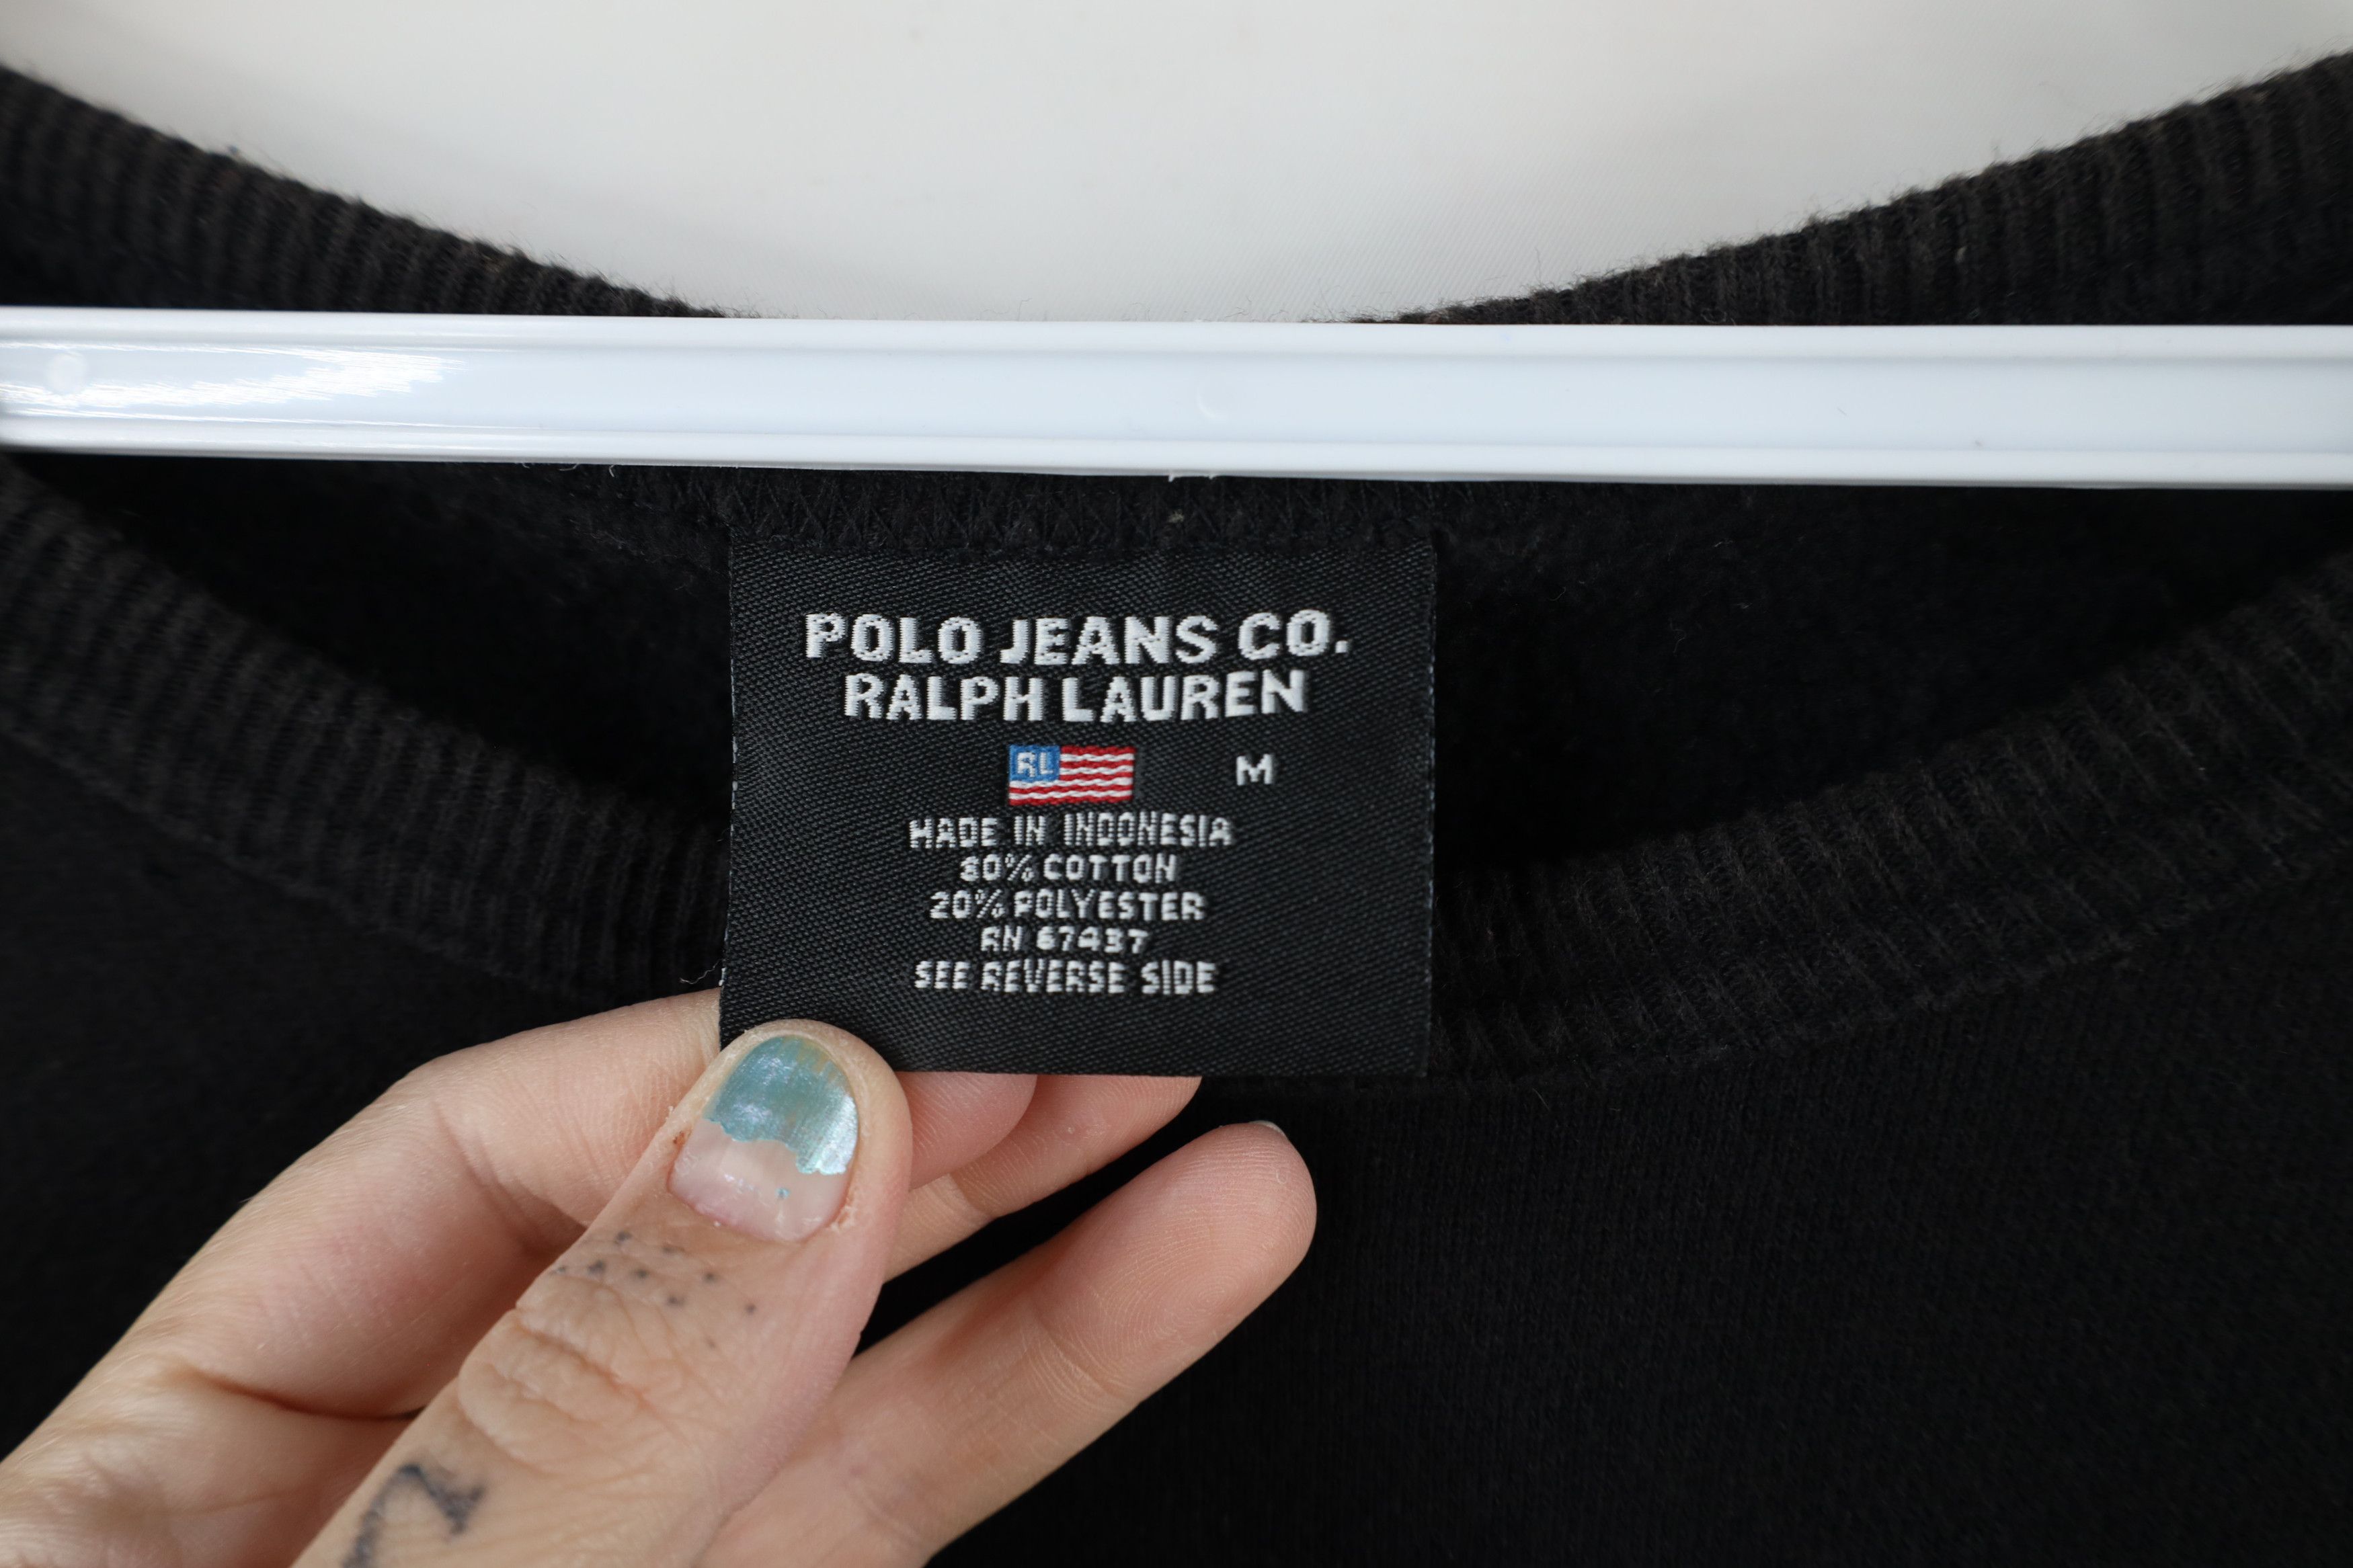 POLO JEANS CO.
RALPH LAUREN
RL M
MADE IN INDONESIA
80% COTTON
20% POLYESTER
RN 67437
SEE REVERSE SIDE